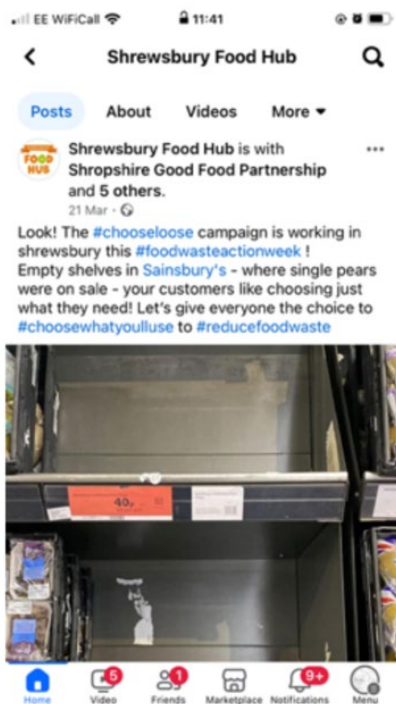 EE WiFiCall 11:41
Shrewsbury Food Hub
Posts About Videos More
FOOD
HUB
Shrewsbury Food Hub is with
Shropshire Good Food Partnership
and 5 others.
21 Mar ·
Look! The #chooseloose campaign is working in
shrewsbury this #foodwasteactionweek !
Empty shelves in Sainsbury's - where single pears
were on sale - your customers like choosing just
what they need! Let's give everyone the choice to
#choosewhatyoulluse to #reducefoodwaste
40p
5 1 9+
Home Video Friends Marketplace Notifications Menu